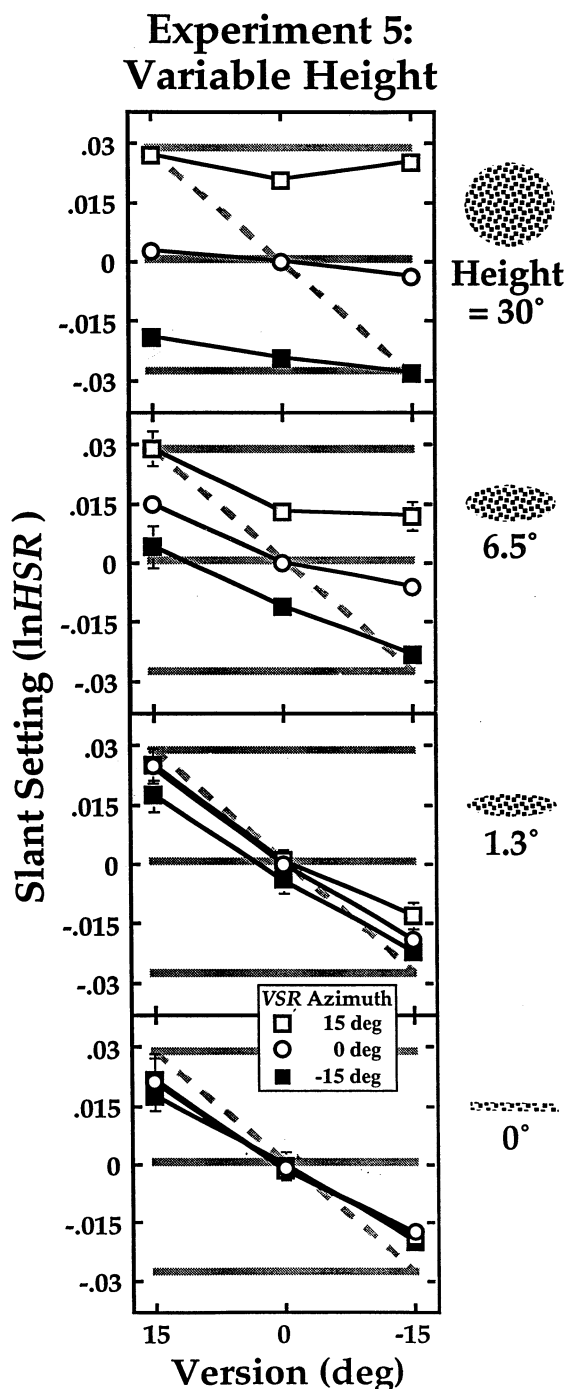 Experiment 5:
Variable Height
.03
.015
0
-.015
-.03
Height
= 30°
.03
.015
0
-.015
-.03
6.5°
.03
.015
0
-.015
-.03
1.3°
VSR Azimuth
15 deg
0 deg
-15 deg
.03
.015
0
-.015
-.03
0°
Slant Setting (lnHSR)
15 0 -15
Version (deg)